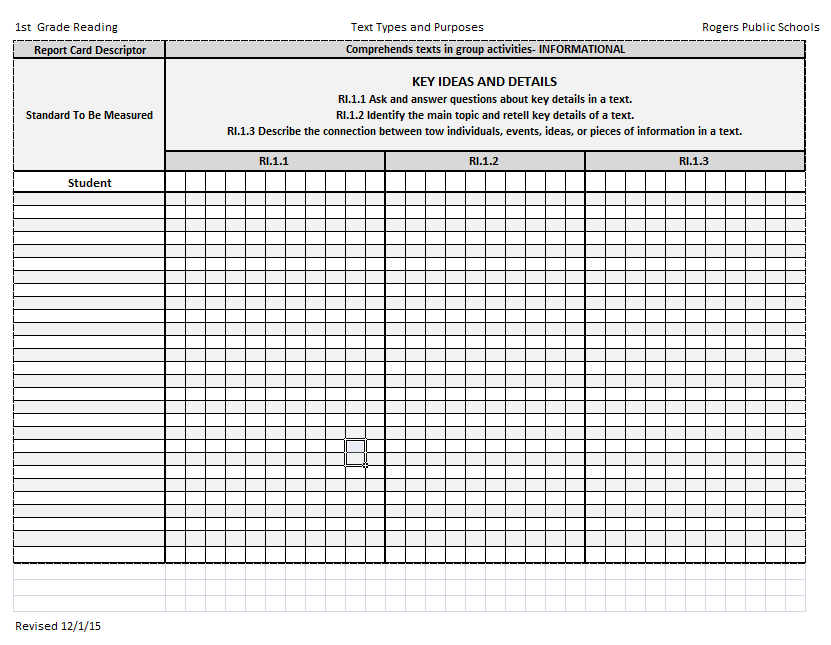 1st  Grade Reading
Text Types and Purposes
Rogers Public Schools
Report Card Descriptor
Comprehends texts in group activities- INFORMATIONAL
Standard To Be Measured
KEY IDEAS AND DETAILS
RI.1.1 Ask and answer questions about key details in a text.
RI.1.2 Identify the main topic and retell key details of a text.
RI.1.3 Describe the connection between tow individuals, events, ideas, or pieces of information in a text.
RI.1.1
RI.1.2
RI.1.3
Student
Revised 12/1/15